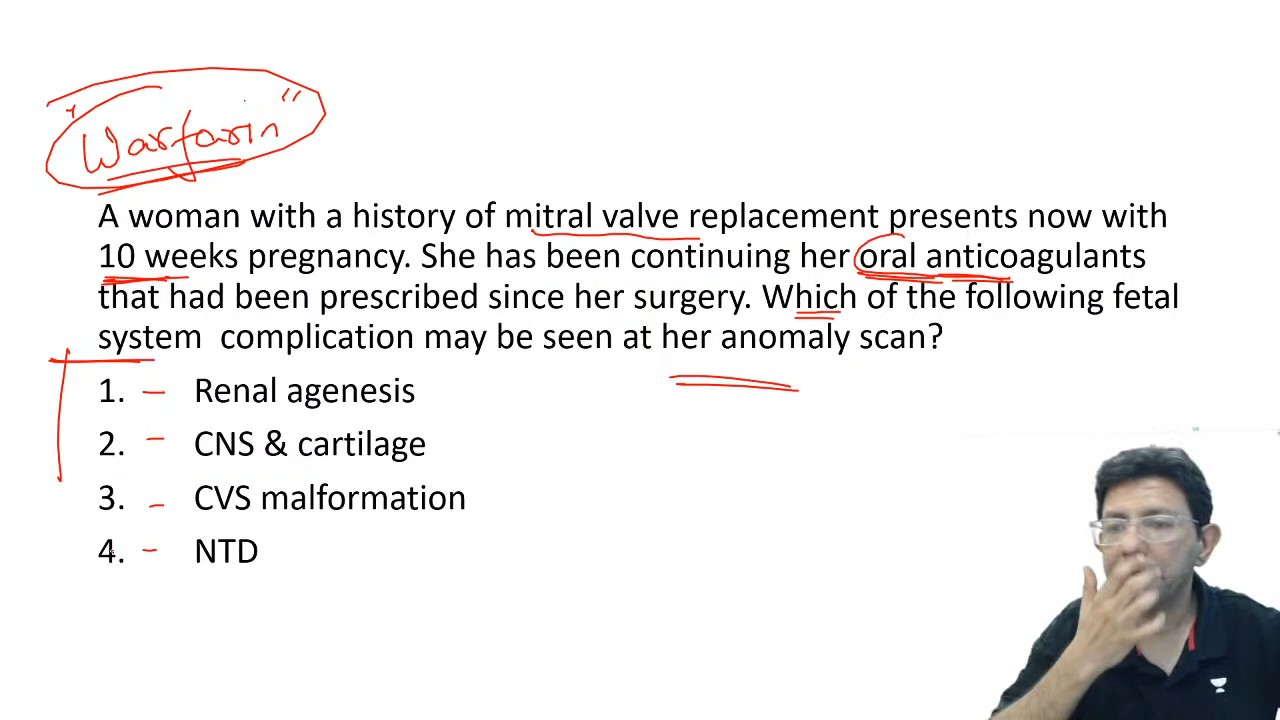 "Warfarin"
A woman with a history of mitral valve replacement presents now with
10 weeks pregnancy. She has been continuing her oral anticoagulants
that had been prescribed since her surgery. Which of the following fetal
system complication may be seen at her anomaly scan?
1. Renal agenesis
2. CNS & cartilage
3. CVS malformation
4. NTD